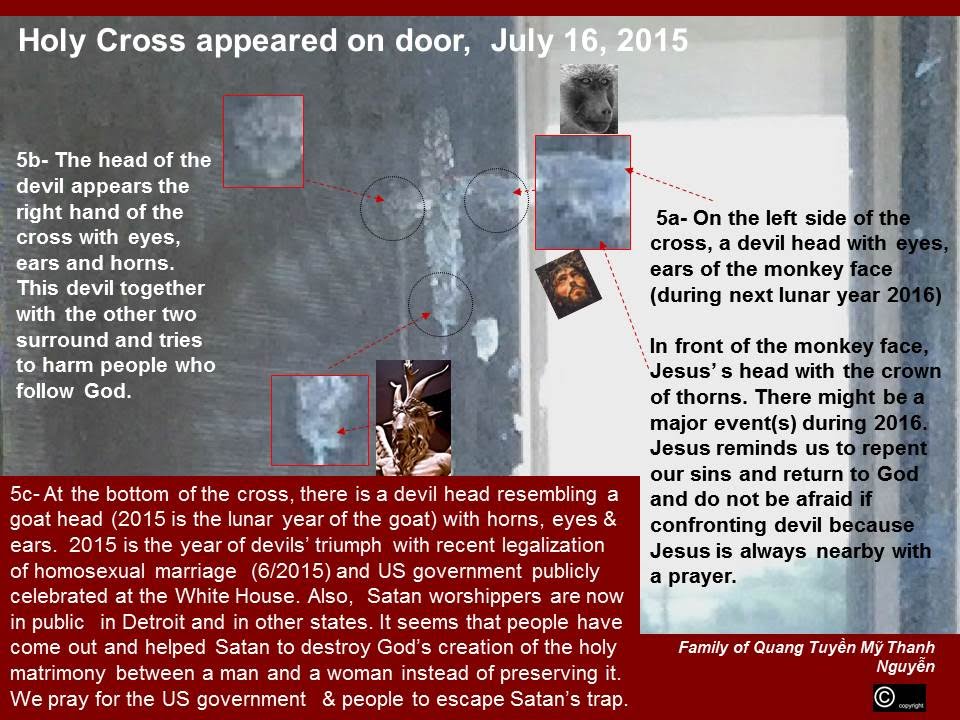 Holy Cross appeared on door,  July 16, 2015
5b- The head of the
devil appears the
right hand of the
cross with eyes,
ears and horns.
This devil together
with the other two
surround and tries
to harm people who
follow God.
5a- On the left side of the
cross, a devil head with eyes,
ears of the monkey face
(during next lunar year 2016)
In front of the monkey face,
Jesus' s head with the crown
of thorns. There might be a
major event(s) during 2016.
Jesus reminds us to repent
our sins and return to God
and do not be afraid if
confronting devil because
Jesus is always nearby with
a prayer.
5c- At the bottom of the cross, there is a devil head resembling a
goat head (2015 is the lunar year of the goat) with horns, eyes &
ears.  2015 is the year of devils' triumph with recent legalization
of homosexual marriage  (6/2015) and US government publicly
celebrated at the White House. Also,  Satan worshippers are now
in public  in Detroit and in other states. It seems that people have
come out and helped Satan to destroy God's creation of the holy
matrimony between a man and a woman instead of preserving it.
We pray for the US government  & people to escape Satan's trap.
Family of Quang Tuyền Mỹ Thanh
Nguyễn
© copyright